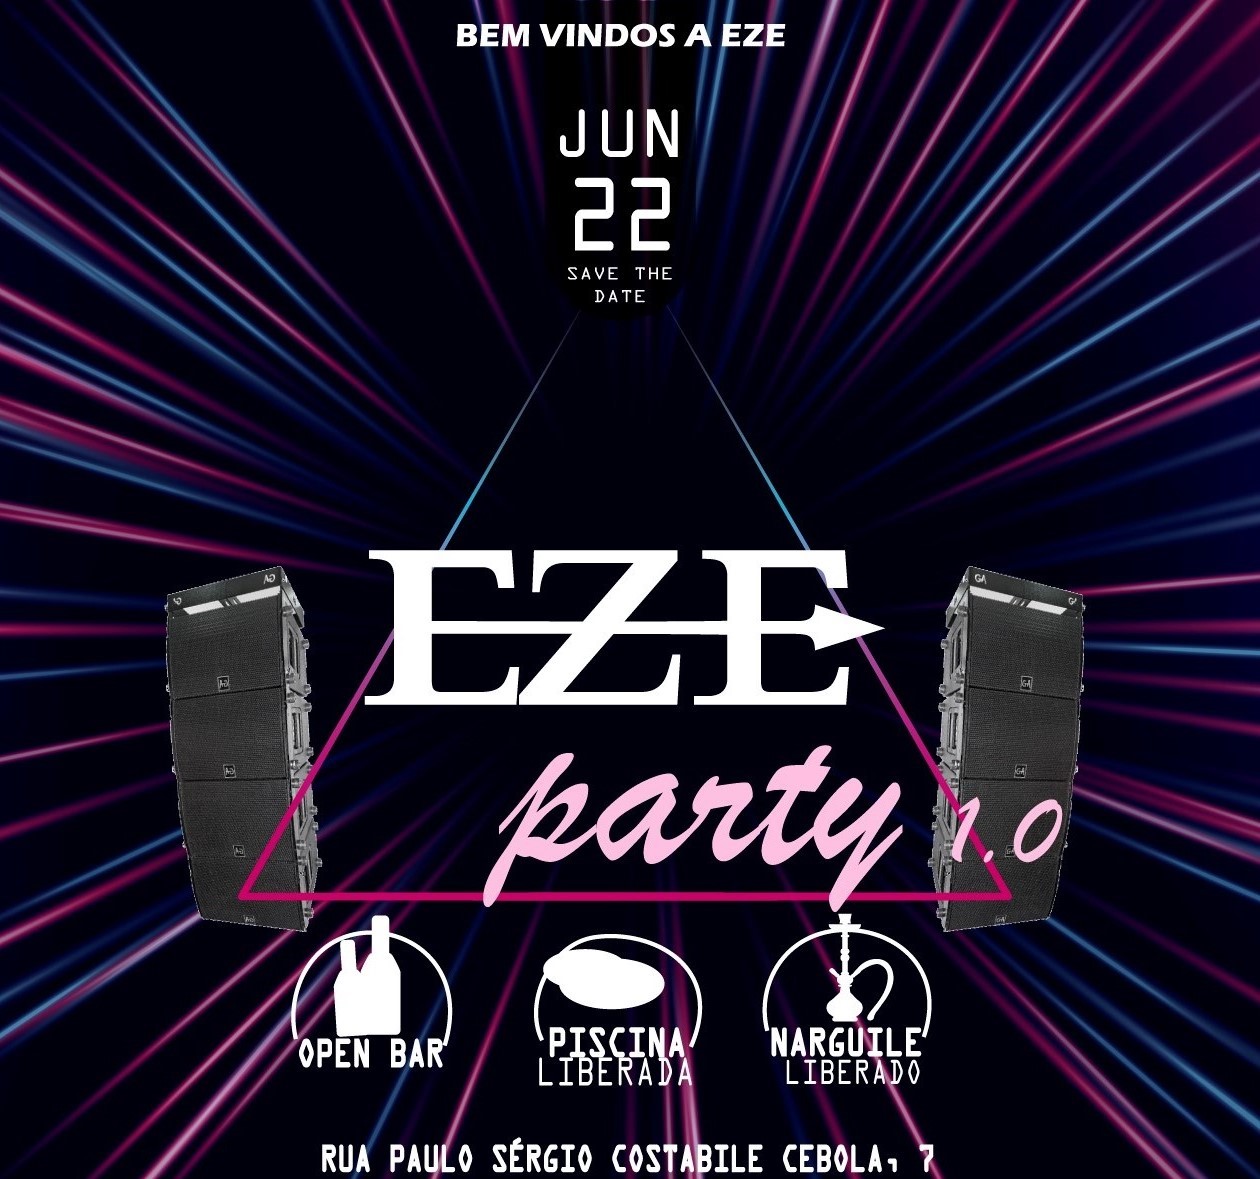 BEM VINDOS A EZE
JUN
22
SAVE THE
DATE
EZE
party 1.0
OPEN BAR
PISCINA
LIBERADA
NARGUILE
LIBERADO
RUA PAULO SÉRGIO COSTABILE CEBOLA, 7